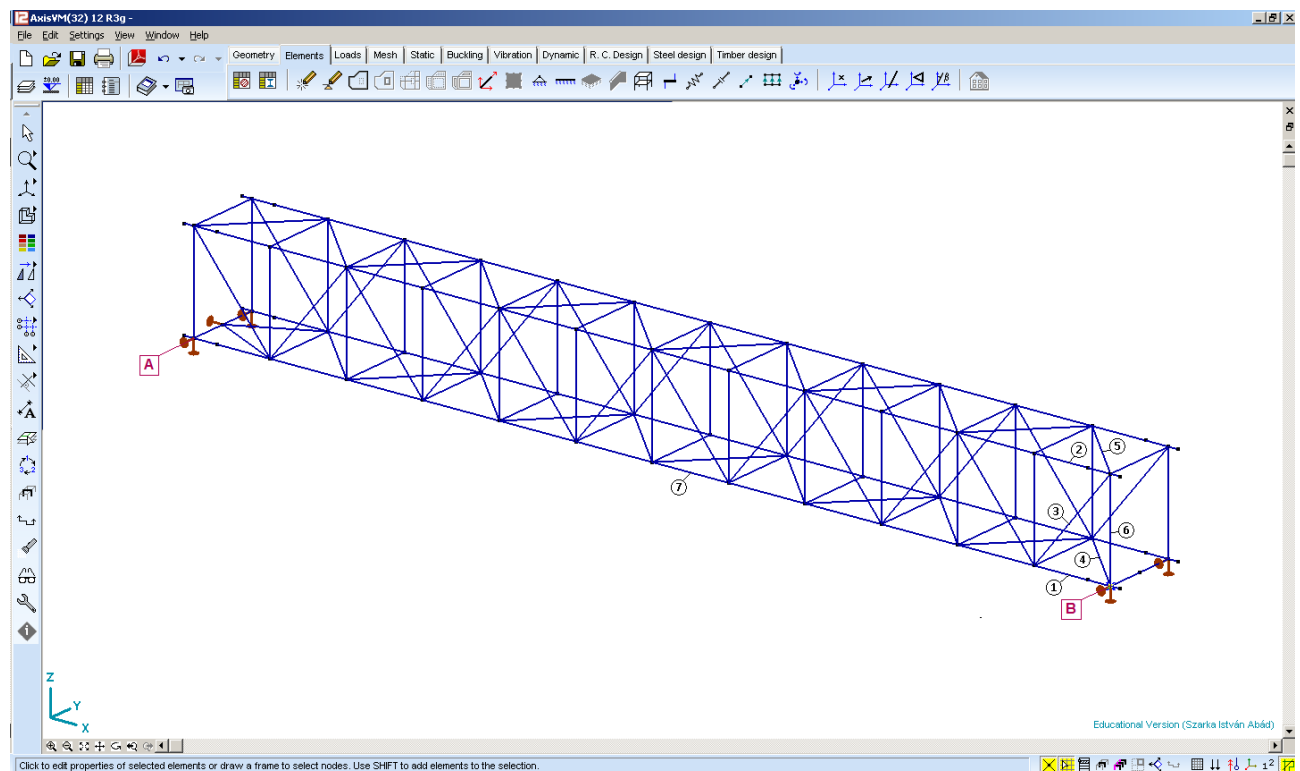 AxisVM(32) 12 R3g -
File Edit Settings View Window Help
Geometry Elements Loads Mesh Static Buckling Vibration Dynamic R. C. Design Steel design Timber design
A
2
5
7
3
6
4
1
B
Z
Y
X
Educational Version (Szarka István Abád)
Click to edit properties of selected elements or draw a frame to select nodes. Use SHIFT to add elements to the selection.